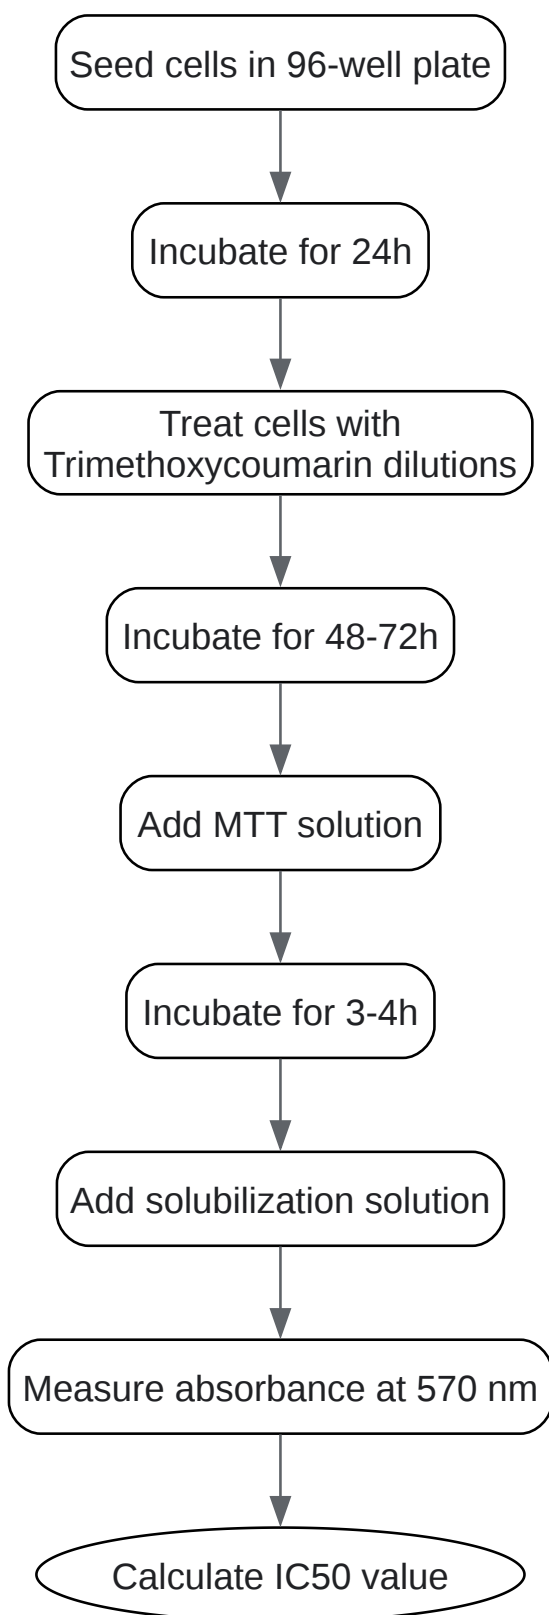 Seed cells in 96-well plate
Incubate for 24h
Treat cells with
Trimethoxycoumarin dilutions
Incubate for 48-72h
Add MTT solution
Incubate for 3-4h
Add solubilization solution
Measure absorbance at 570 nm
Calculate IC50 value